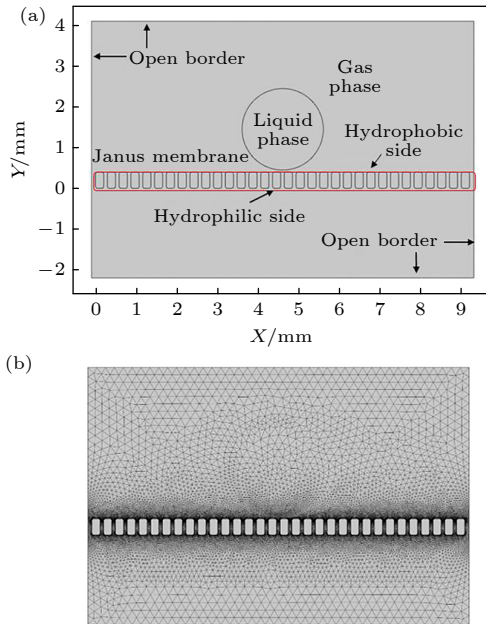 (a)
4
3
2
1
0
−1
−2
Y/mm
Open border
Gas
phase
Liquid
phase
Hydrophobic
side
Janus membrane
Hydrophilic side
Open border
0 1 2 3 4 5 6 7 8 9
X/mm
(b)